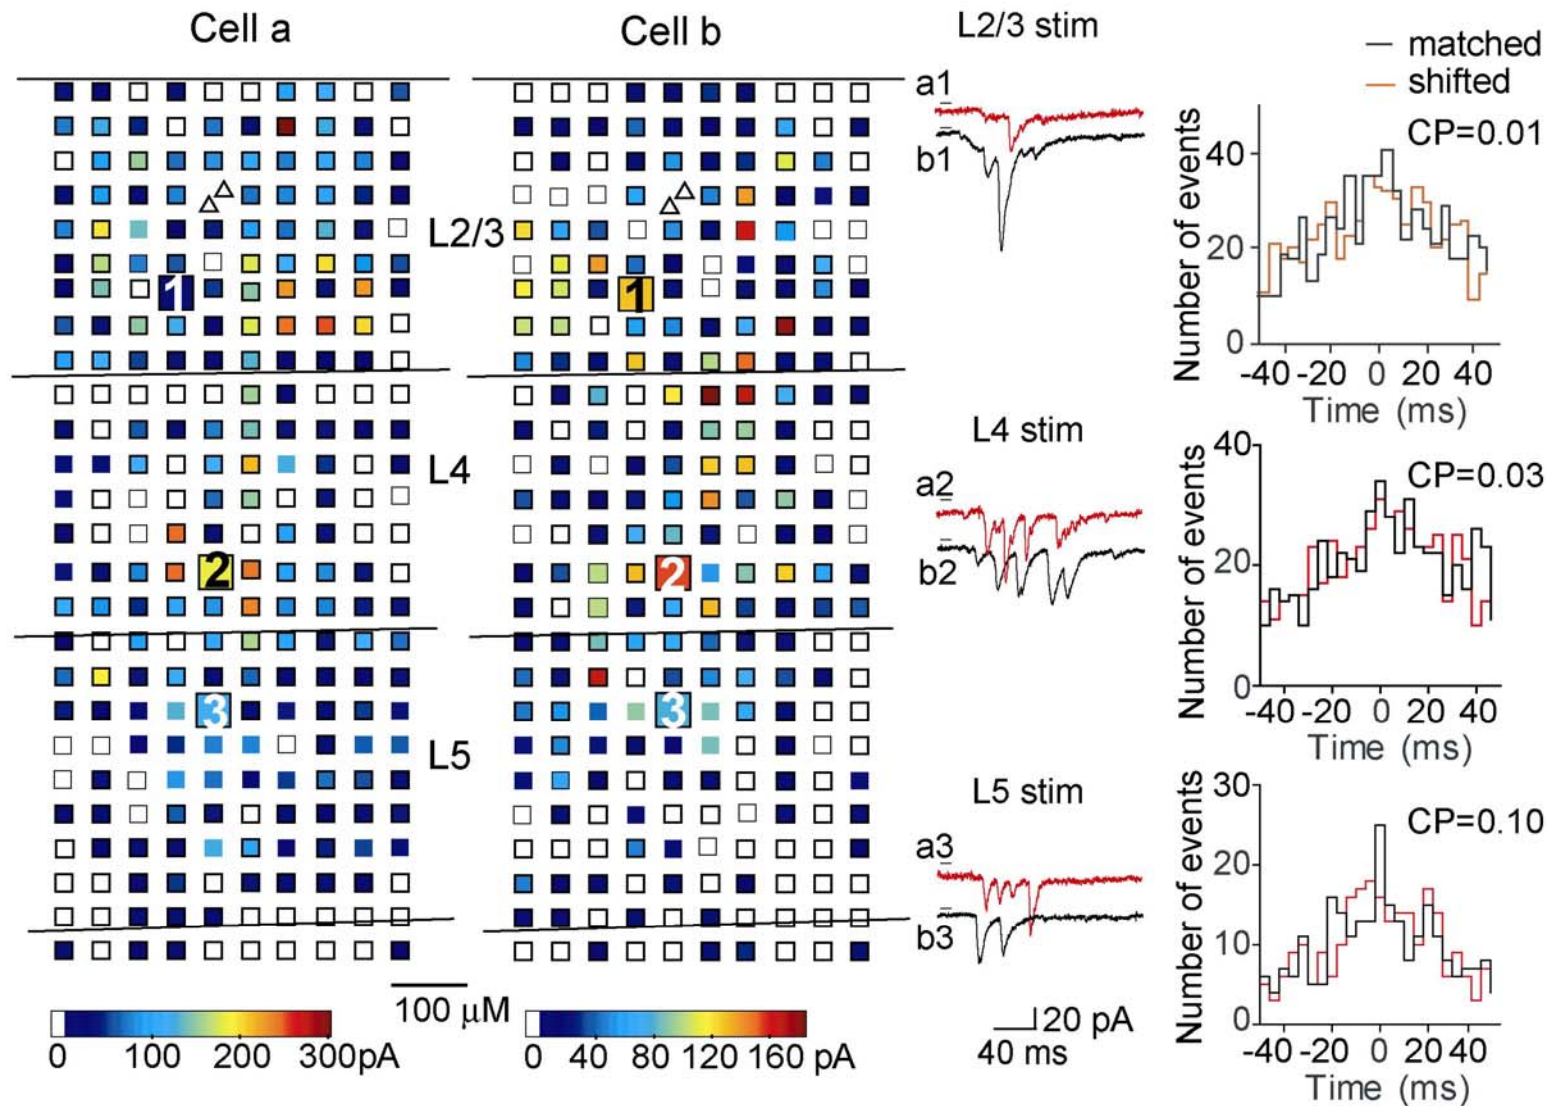 Cell a
Cell b
L2/3 stim
matched
shifted
a1
b1
CP=0.01
Number of events
40
20
0
-40 -20 0 20 40
Time (ms)
L2/3
1
1
L4 stim
L4
a2
b2
CP=0.03
Number of events
40
20
0
-40 -20 0 20 40
Time (ms)
2
2
3
3
L5
L5 stim
a3
b3
CP=0.10
Number of events
30
20
10
0
-40 -20 0 20 40
Time (ms)
100 μM
20 pA
40 ms
0 100 200 300pA
0 40 80 120 160 pA